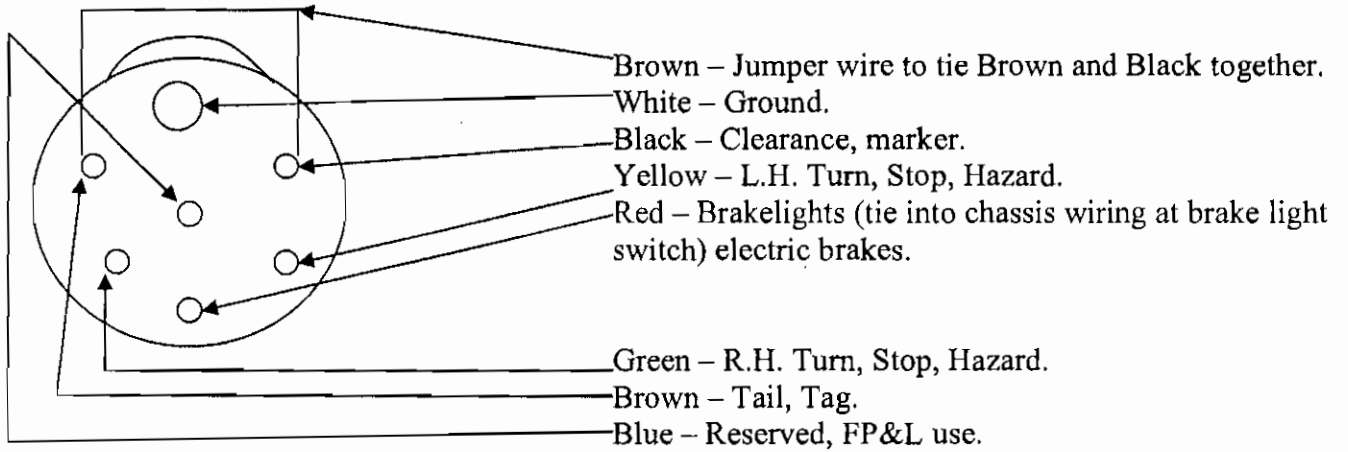 Brown – Jumper wire to tie Brown and Black together.
White – Ground.
Black – Clearance, marker.
Yellow – L.H. Turn, Stop, Hazard.
Red – Brakelights (tie into chassis wiring at brake light
switch) electric brakes.
Green – R.H. Turn, Stop, Hazard.
Brown – Tail, Tag.
Blue – Reserved, FP&L use.